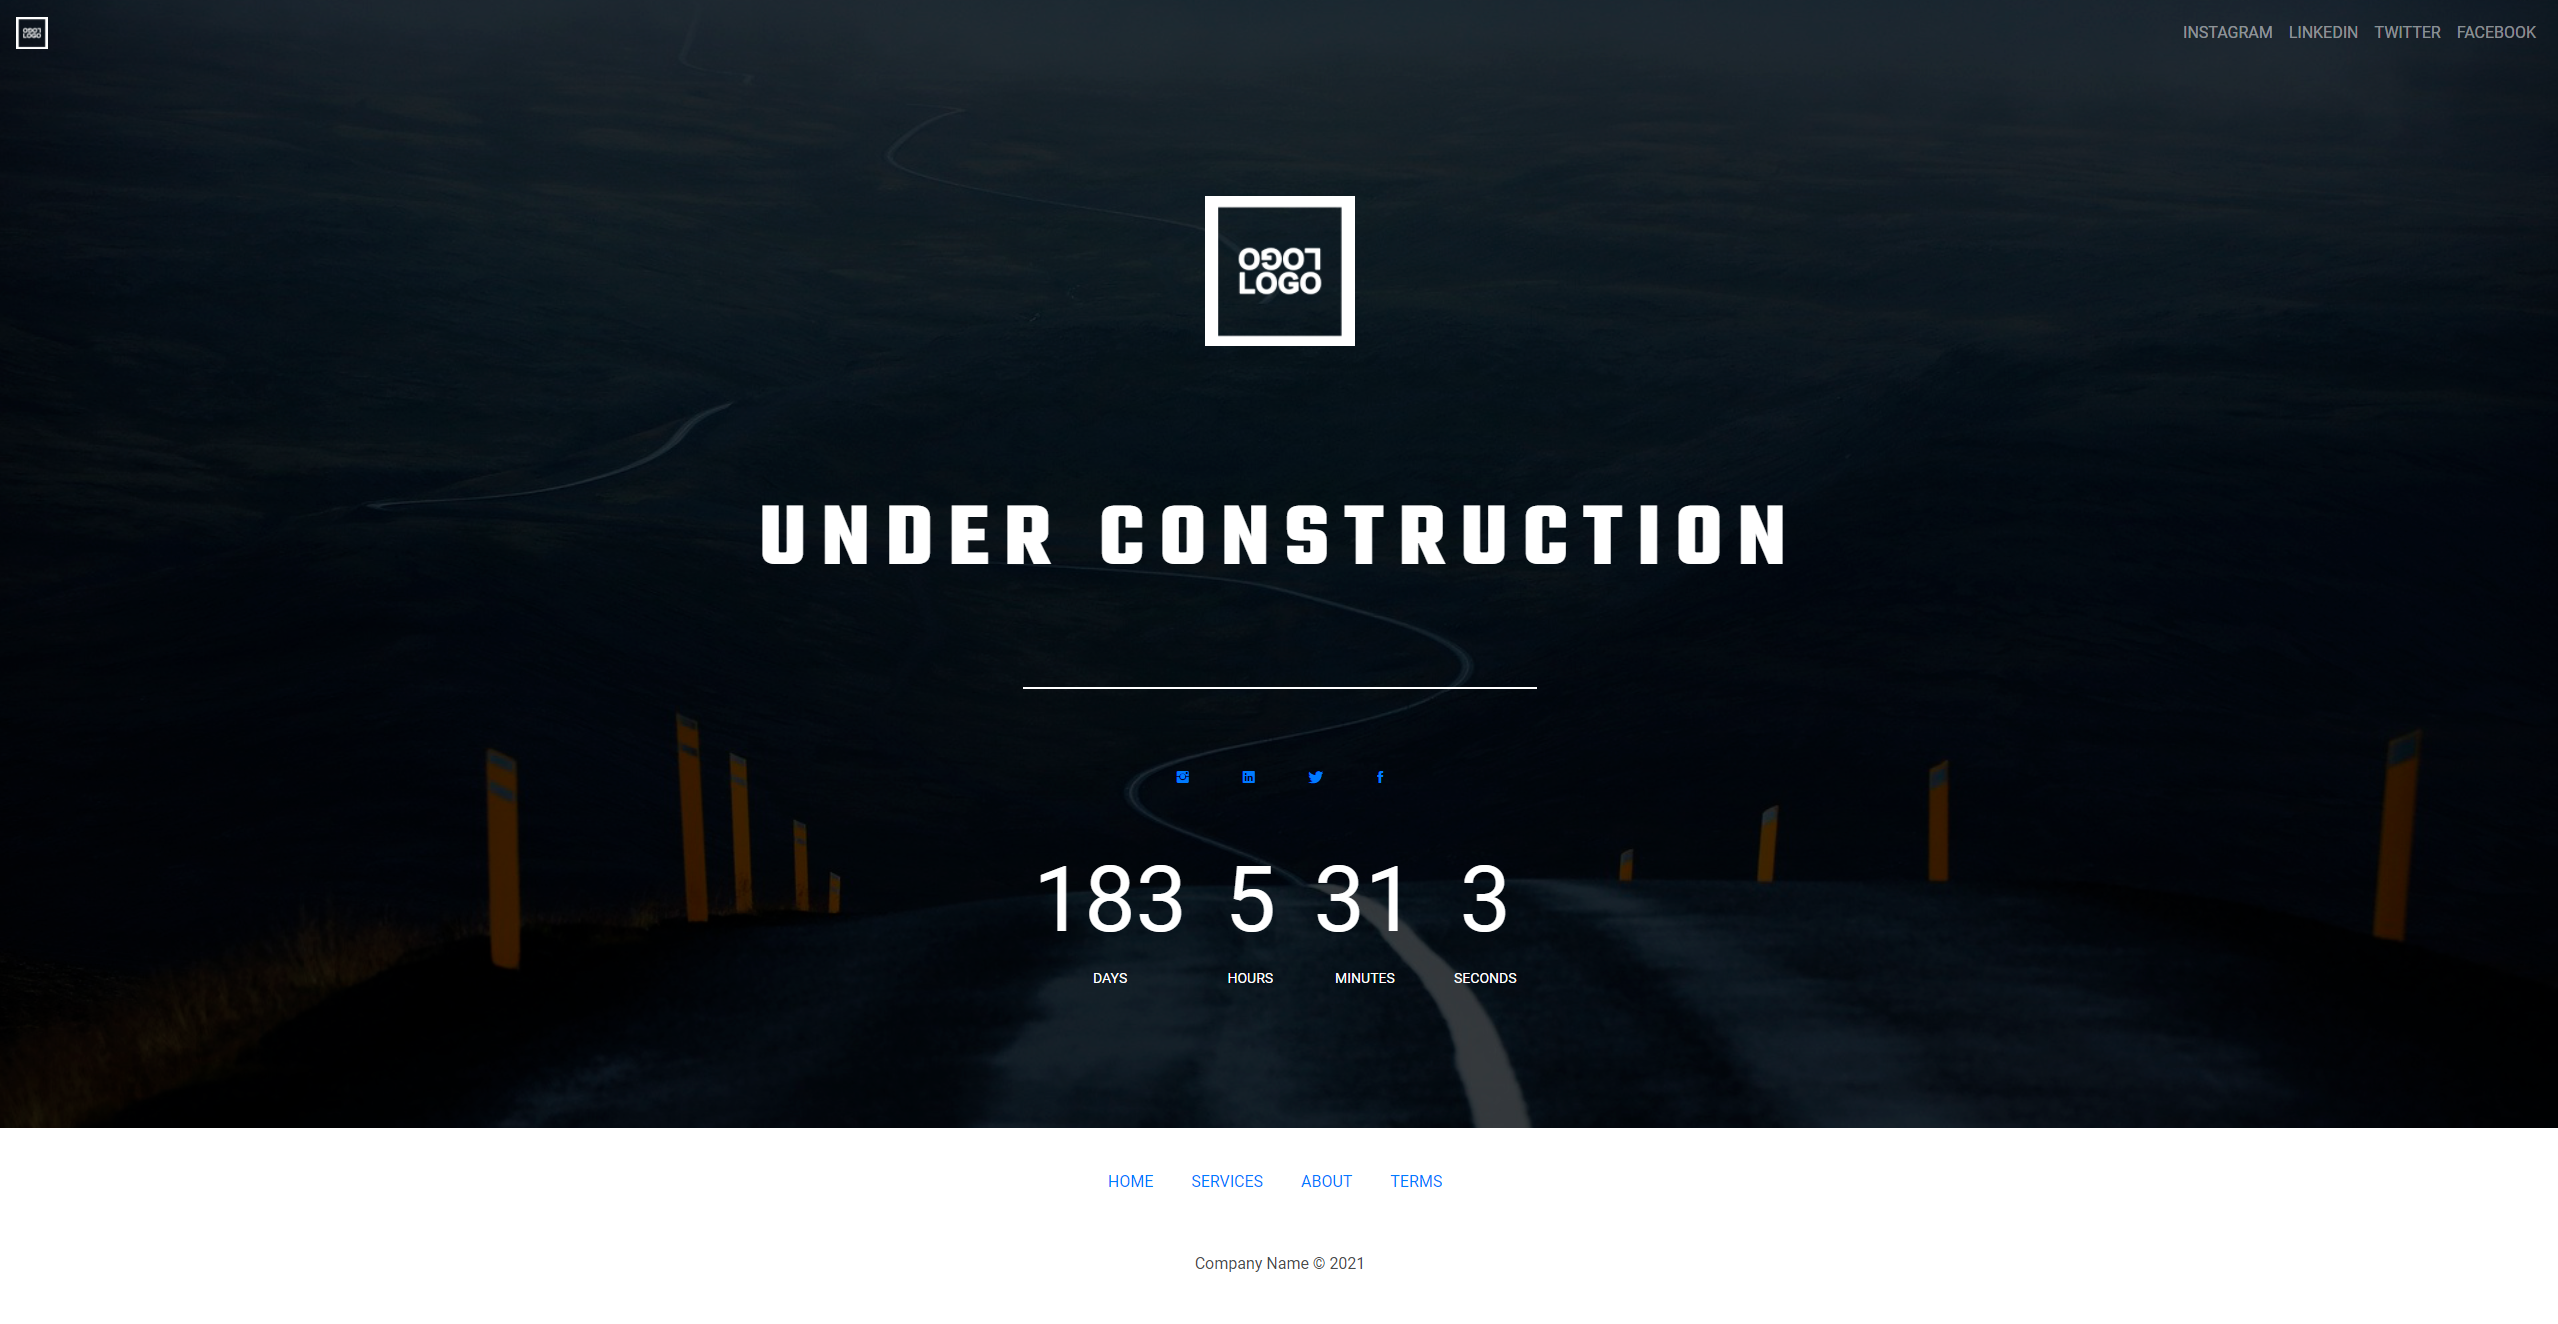 INSTAGRAM LINKEDIN TWITTER FACEBOOK
LOGO
LOGO
UNDER CONSTRUCTION
183 5 31 3
DAYS HOURS MINUTES SECONDS
HOME SERVICES ABOUT TERMS
Company Name © 2021